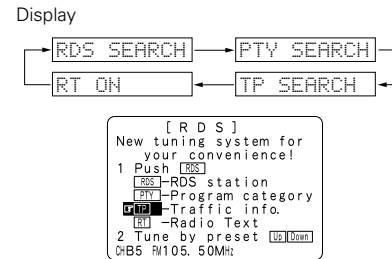 Display
RDS SEARCH
PTY SEARCH
RT ON
TP SEARCH
[RDS]
New tuning system for
your convenience!
1 Push RDS
RDS-RDS station
PTY-Program category
TP-Traffic info.
RT-Radio Text
2 Tune by preset Up Down
CHB5 FM105.50MHz